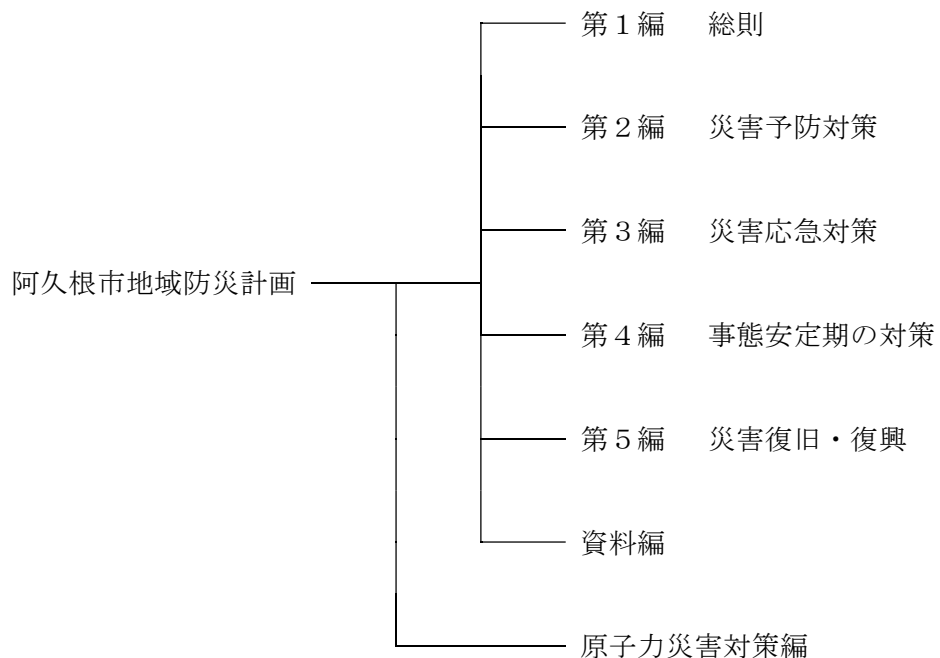 第１編　総則
第２編　災害予防対策
第３編　災害応急対策
阿久根市地域防災計画
第４編　事態安定期の対策
第５編　災害復旧・復興
資料編
原子力災害対策編